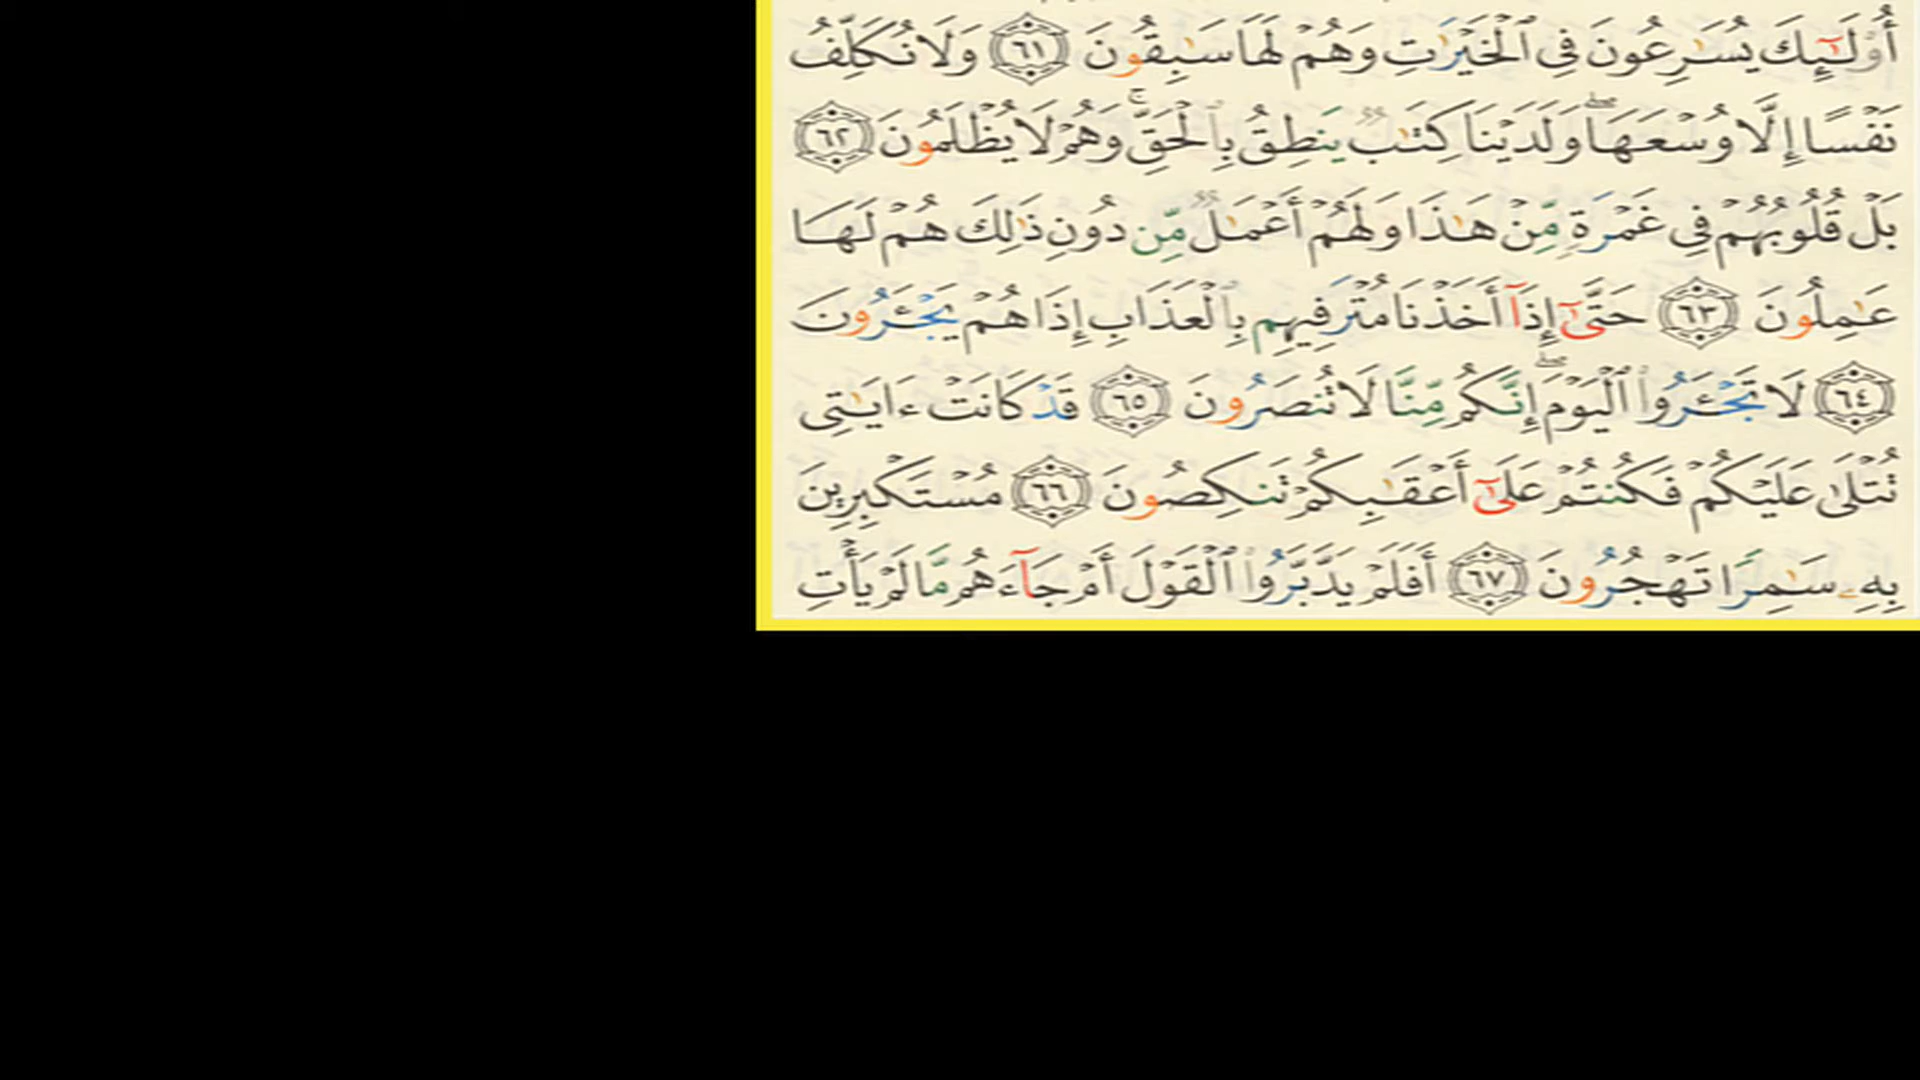 أُو۟لَـٰٓئِكَ يُسَـٰرِعُونَ فِى ٱلْخَيْرَٰتِ وَهُمْ لَهَا سَـٰبِقُونَ ٦١ وَلَا نُكَلِّفُ
نَفْسًا إِلَّا وُسْعَهَا ۖ وَلَدَيْنَا كِتَـٰبٌ يَنطِقُ بِٱلْحَقِّ ۚ وَهُمْ لَا يُظْلَمُونَ ٦٢
بَلْ قُلُوبُهُمْ فِى غَمْرَةٍ مِّنْ هَـٰذَا وَلَهُمْ أَعْمَـٰلٌ مِّن دُونِ ذَٰلِكَ هُمْ لَهَا
عَـٰمِلُونَ ٦٣ حَتَّىٰٓ إِذَآ أَخَذْنَا مُتْرَفِيهِم بِٱلْعَذَابِ إِذَا هُمْ يَجْـَٔرُونَ
٦٤ لَا تَجْـَٔرُوا۟ ٱلْيَوْمَ ۖ إِنَّكُم مِّنَّا لَا تُنصَرُونَ ٦٥ قَدْ كَانَتْ ءَايَـٰتِى
تُتْلَىٰ عَلَيْكُمْ فَكُنتُمْ عَلَىٰٓ أَعْقَـٰبِكُمْ تَنكِصُونَ ٦٦ مُسْتَكْبِرِينَ
بِهِۦ سَـٰمِرًا تَهْجُرُونَ ٦٧ أَفَلَمْ يَدَّبَّرُوا۟ ٱلْقَوْلَ أَمْ جَآءَهُم مَّا لَمْ يَأْتِ